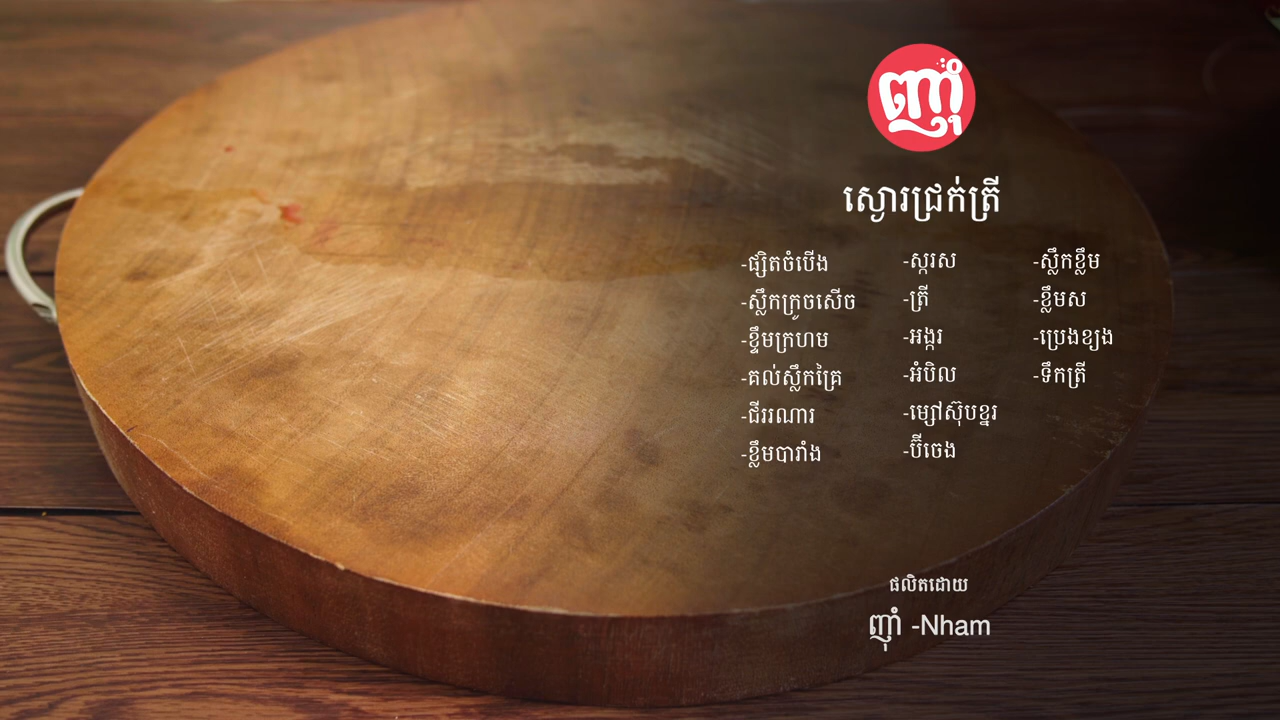 ញ៉ាំ
ស្ងោរជ្រក់ត្រី
-ផ្សិតចំបើង
-ស្លឹកក្រូចសើច
-ខ្ទឹមក្រហម
-គល់ស្លឹកគ្រៃ
-ជីររណារ
-ខ្ទឹមបារាំង
-ស្ករស
-ត្រី
-អង្ករ
-អំបិល
-ម្សៅស៊ុបខ្នរ
-ប៊ីចេង
-ស្លឹកខ្ទឹម
-ខ្ទឹមស
-ប្រេងខ្យង
-ទឹកត្រី
ផលិតដោយ
ញ៉ាំ -Nham